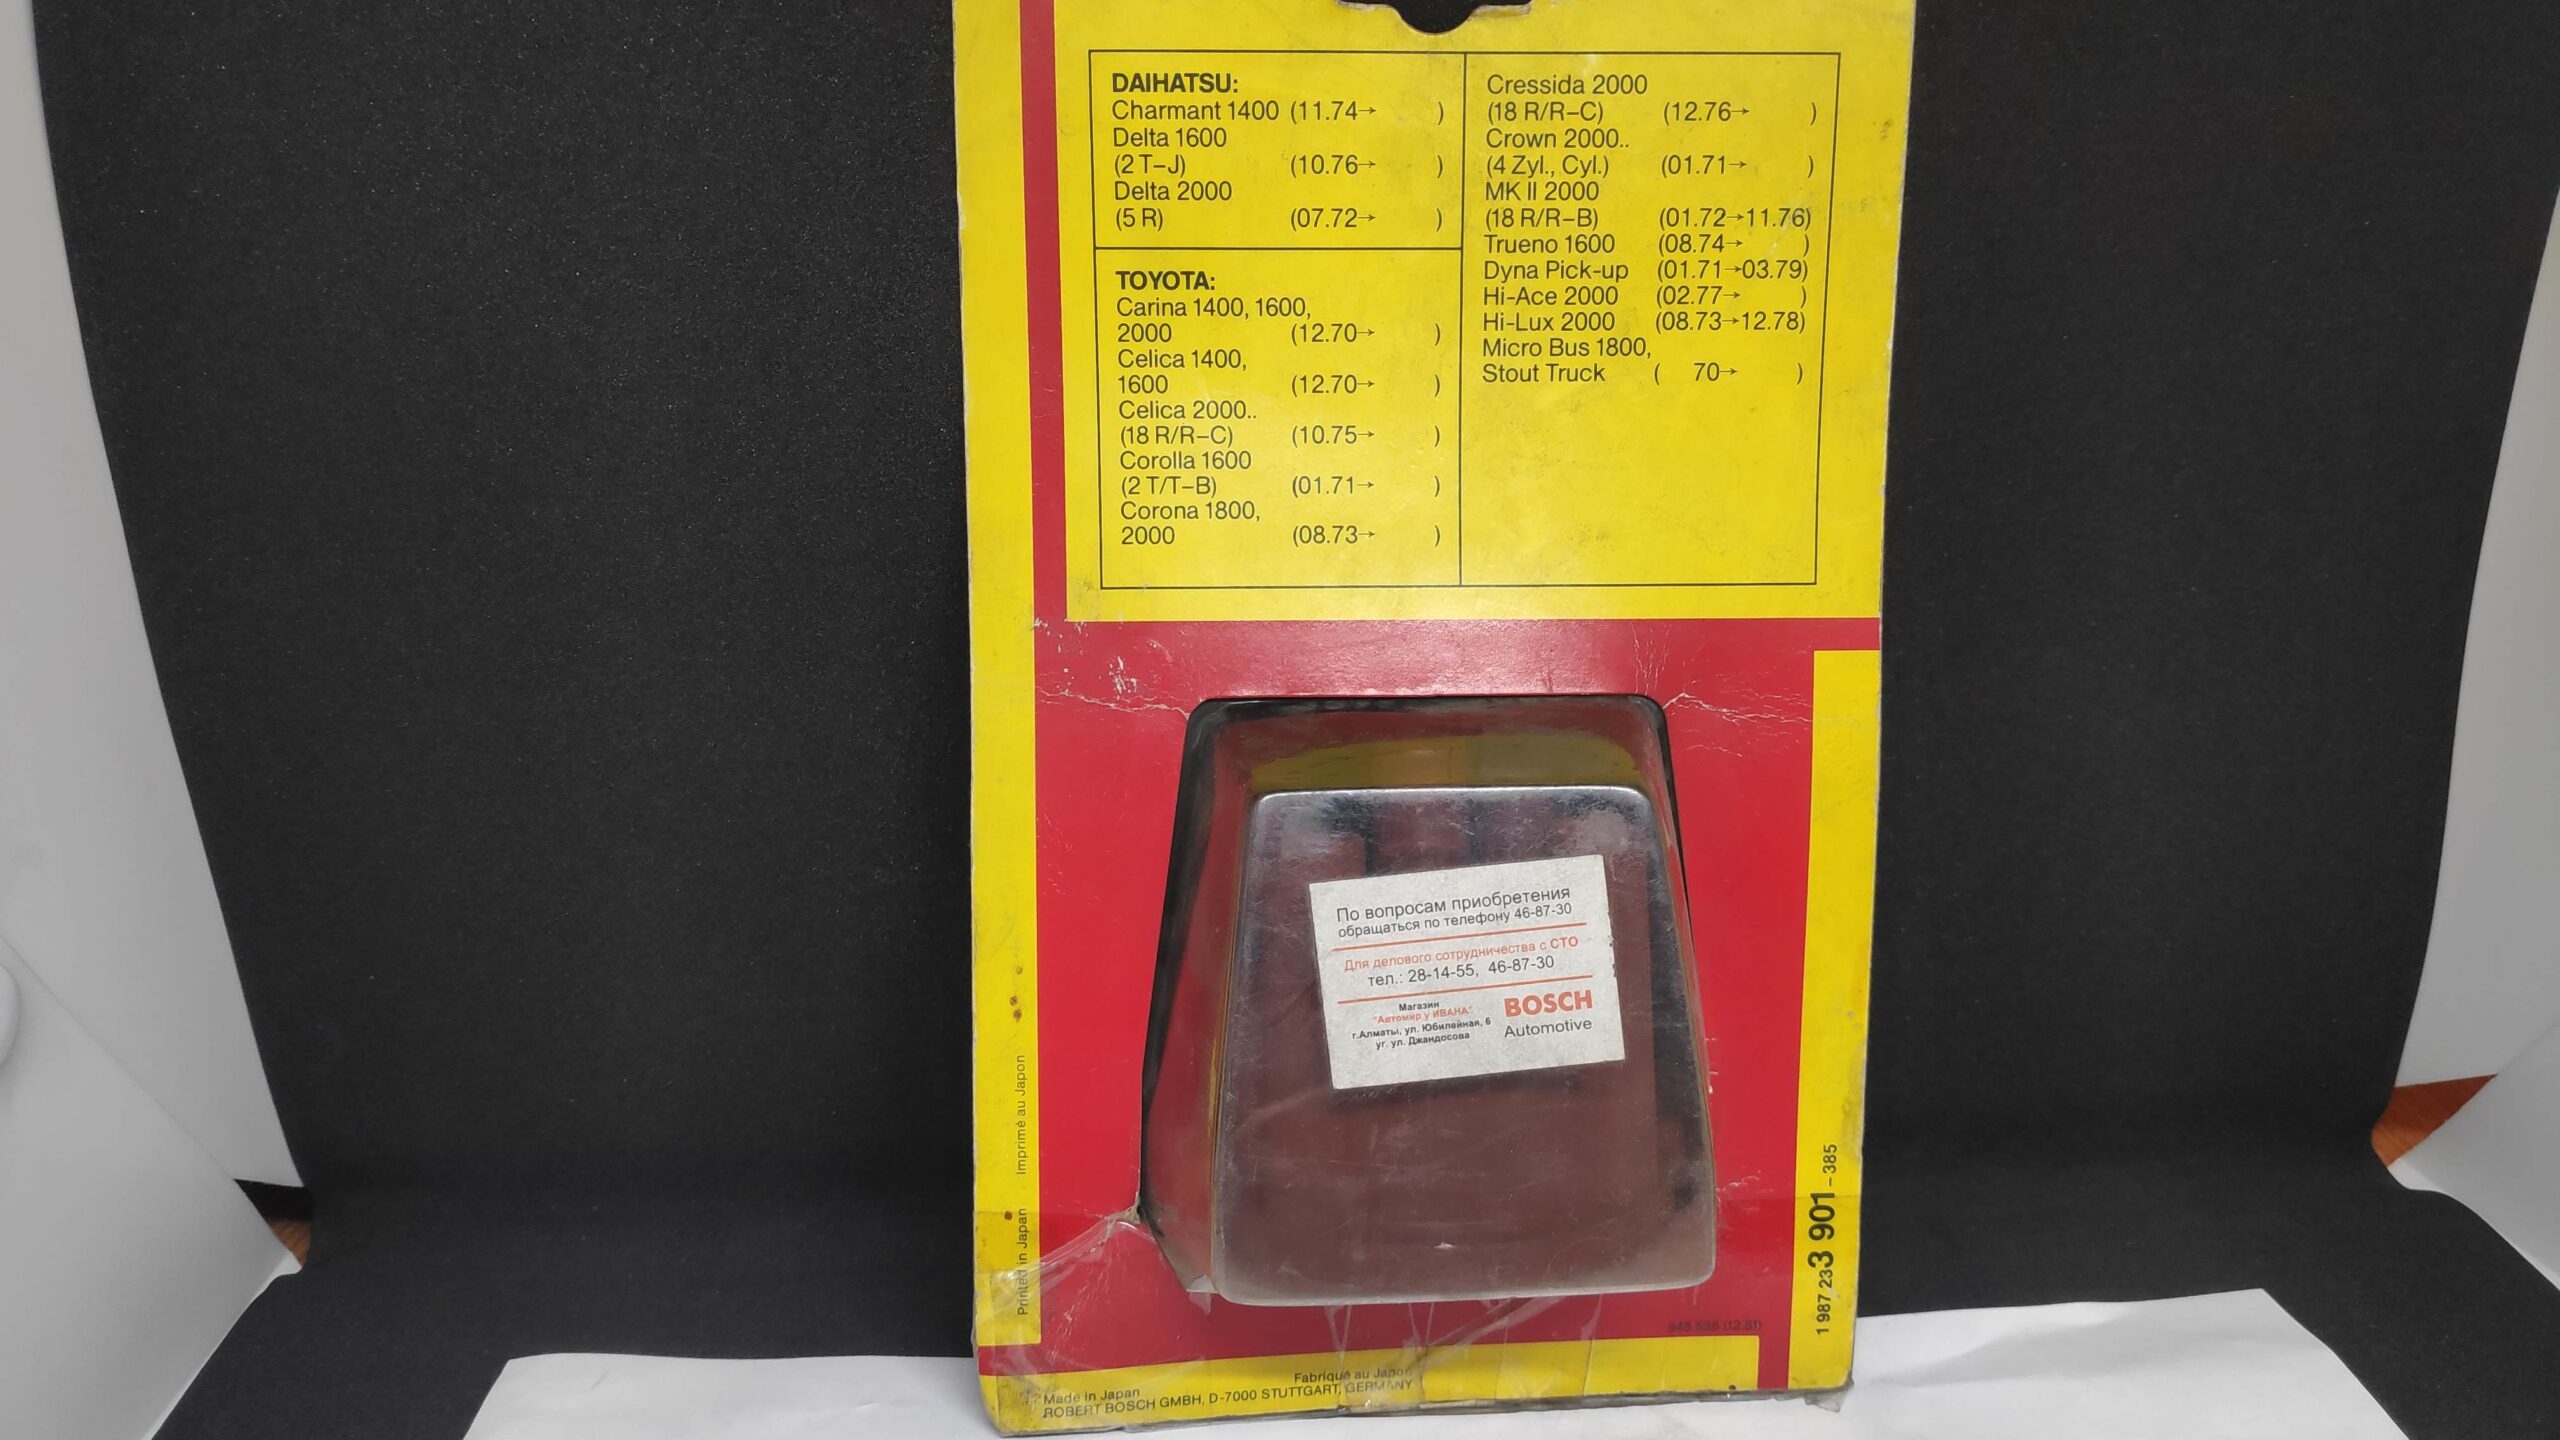 DAIHATSU:
Charmant 1400 (11.74→ )
Delta 1600
(2 T–J) (10.76→ )
Delta 2000
(5 R) (07.72→ )
TOYOTA:
Carina 1400, 1600,
2000 (12.70→ )
Celica 1400,
1600 (12.70→ )
Celica 2000..
(18 R/R–C) (10.75→ )
Corolla 1600
(2 T/T–B) (01.71→ )
Corona 1800,
2000 (08.73→ )
Cressida 2000
(18 R/R–C) (12.76→ )
Crown 2000..
(4 Zyl., Cyl.) (01.71→ )
MK II 2000
(18 R/R–B) (01.72→11.76)
Trueno 1600 (08.74→ )
Dyna Pick-up (01.71→03.79)
Hi-Ace 2000 (02.77→ )
Hi-Lux 2000 (08.73→12.78)
Micro Bus 1800,
Stout Truck ( 70→ )
По вопросам приобретения
обращаться по телефону 46-87-30
Для делового сотрудничества с СТО
тел.: 28-14-55, 46-87-30
Магазин
"Автомир у ИВАНА"
г.Алматы, ул. Юбилейная, 6
уг. ул. Джандосова
BOSCH
Automotive
Printed in Japan Imprimé au Japon
1 987 233 901 – 385
948 538 (12.81)
Made in Japan Fabriqué au Japon
ROBERT BOSCH GMBH, D-7000 STUTTGART, GERMANY